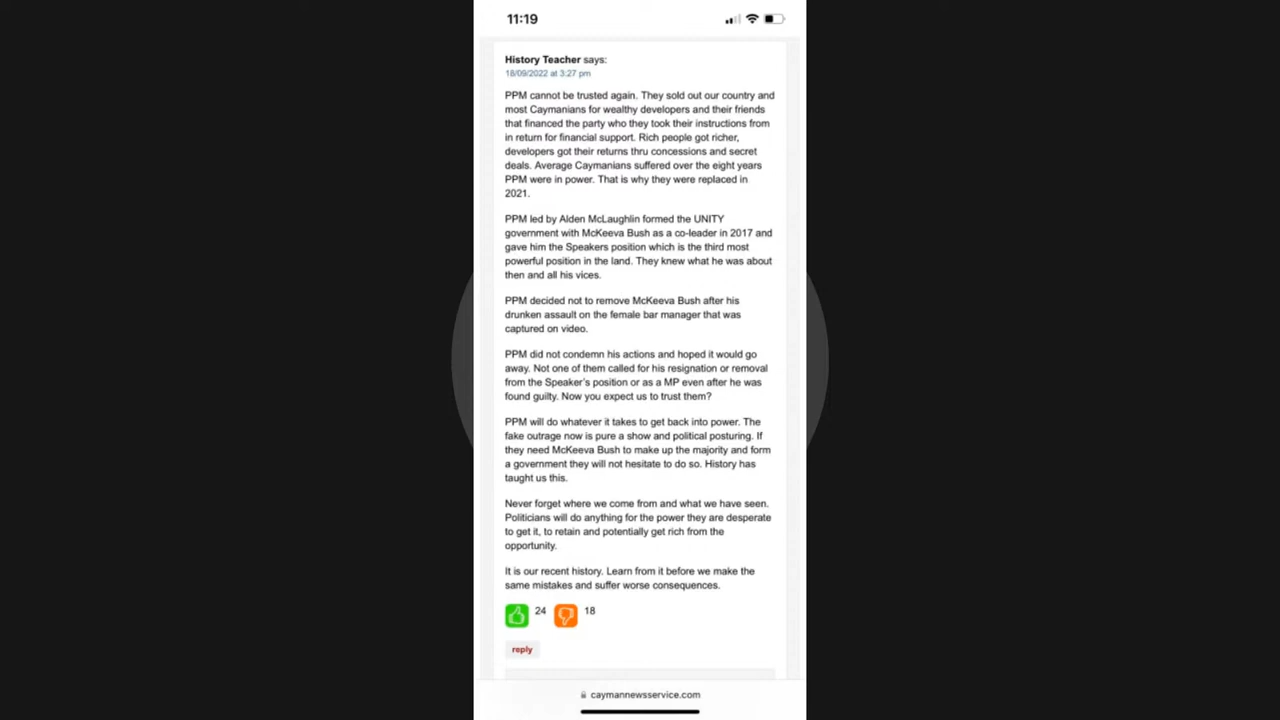 11:19
History Teacher says:
18/09/2022 at 3:27 pm
PPM cannot be trusted again. They sold out our country and
most Caymanians for wealthy developers and their friends
that financed the party who they took their instructions from
in return for financial support. Rich people got richer,
developers got their returns thru concessions and secret
deals. Average Caymanians suffered over the eight years
PPM were in power. That is why they were replaced in
2021.
PPM led by Alden McLaughlin formed the UNITY
government with McKeeva Bush as a co-leader in 2017 and
gave him the Speakers position which is the third most
powerful position in the land. They knew what he was about
then and all his vices.
PPM decided not to remove McKeeva Bush after his
drunken assault on the female bar manager that was
captured on video.
PPM did not condemn his actions and hoped it would go
away. Not one of them called for his resignation or removal
from the Speaker's position or as a MP even after he was
found guilty. Now you expect us to trust them?
PPM will do whatever it takes to get back into power. The
fake outrage now is pure a show and political posturing. If
they need McKeeva Bush to make up the majority and form
a government they will not hesitate to do so. History has
taught us this.
Never forget where we come from and what we have seen.
Politicians will do anything for the power they are desperate
to get it, to retain and potentially get rich from the
opportunity.
It is our recent history. Learn from it before we make the
same mistakes and suffer worse consequences.
24 18
reply
caymannewsservice.com